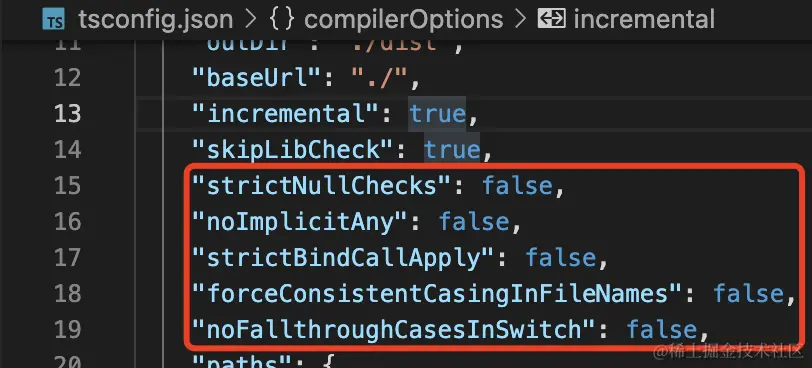 TS tsconfig.json > {} compilerOptions > incremental
11 "outDir": "./dist",
12 "baseUrl": "./",
13 "incremental": true,
14 "skipLibCheck": true,
15 "strictNullChecks": false,
16 "noImplicitAny": false,
17 "strictBindCallApply": false,
18 "forceConsistentCasingInFileNames": false,
19 "noFallthroughCasesInSwitch": false,
20 "paths": {
@稀土掘金技术社区